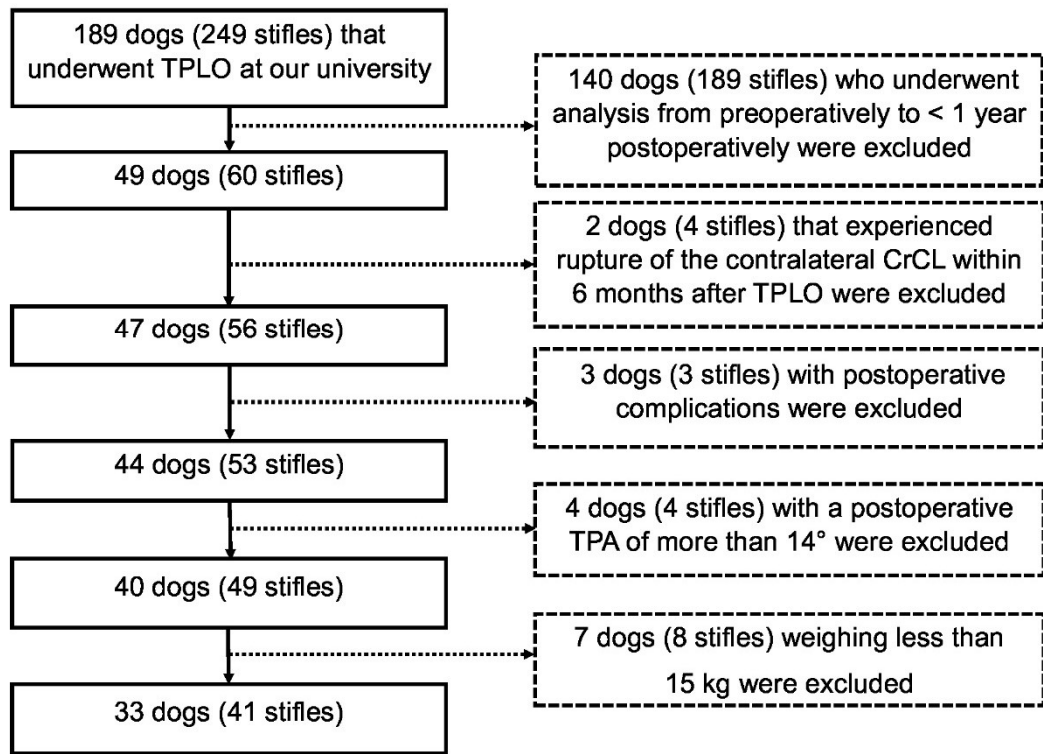 189 dogs (249 stifles) that
underwent TPLO at our university
140 dogs (189 stifles) who underwent
analysis from preoperatively to < 1 year
postoperatively were excluded
49 dogs (60 stifles)
2 dogs (4 stifles) that experienced
rupture of the contralateral CrCL within
6 months after TPLO were excluded
47 dogs (56 stifles)
3 dogs (3 stifles) with postoperative
complications were excluded
44 dogs (53 stifles)
4 dogs (4 stifles) with a postoperative
TPA of more than 14° were excluded
40 dogs (49 stifles)
7 dogs (8 stifles) weighing less than
15 kg were excluded
33 dogs (41 stifles)